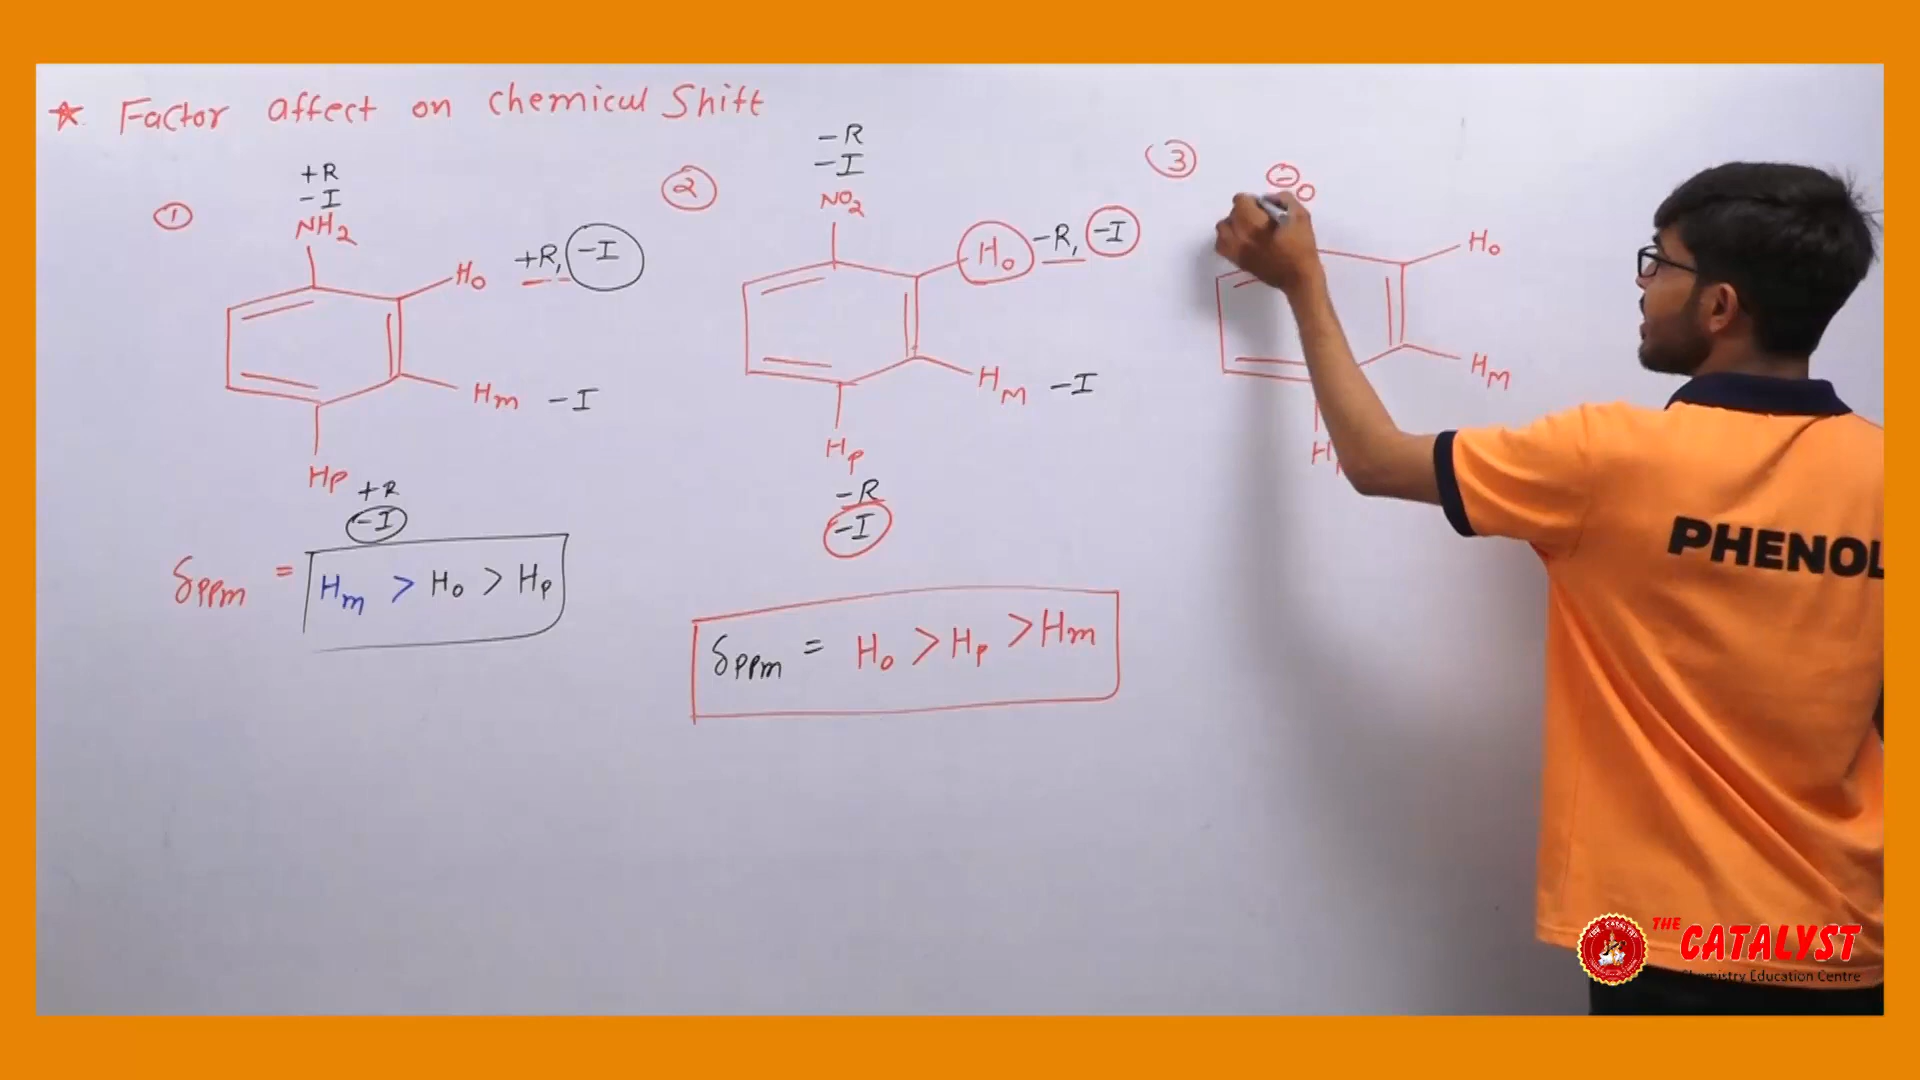 * Factor affect on chemical Shift
①
+R
-I
NH2
Ho
+R, -I
Hm -I
Hp
+R
-I
δppm = Hm > Ho > Hp
②
-R
-I
NO2
Ho -R, -I
HM -I
Hp
-R
-I
δppm = Ho > Hp > Hm
③
⊖O
Ho
HM
H
PHENOL
THE
CATALYST
Chemistry Education Centre